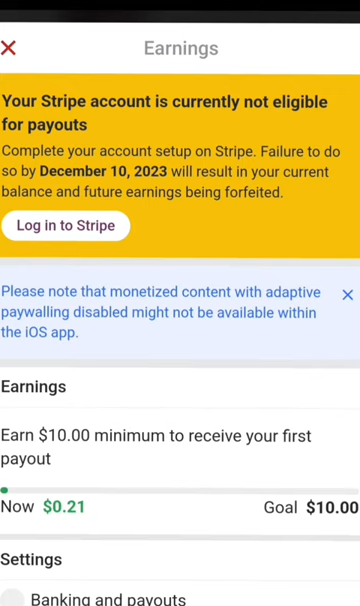 Earnings
Your Stripe account is currently not eligible
for payouts
Complete your account setup on Stripe. Failure to do
so by December 10, 2023 will result in your current
balance and future earnings being forfeited.
Log in to Stripe
Please note that monetized content with adaptive
paywalling disabled might not be available within
the iOS app.
Earnings
Earn $10.00 minimum to receive your first
payout
Now $0.21 Goal $10.00
Settings
Banking and payouts